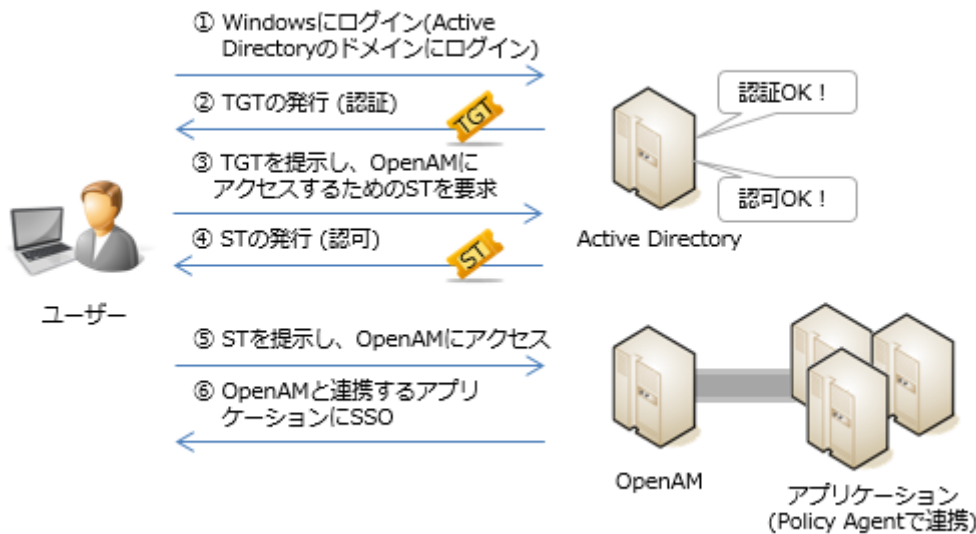 ① Windowsにログイン(Active
Directoryのドメインにログイン)
② TGTの発行 (認証)
TGT
認証OK！
③ TGTを提示し、OpenAMに
アクセスするためのSTを要求
認可OK！
④ STの発行 (認可)
ST
Active Directory
ユーザー
⑤ STを提示し、OpenAMにアクセス
⑥ OpenAMと連携するアプリ
ケーションにSSO
OpenAM
アプリケーション
(Policy Agentで連携)